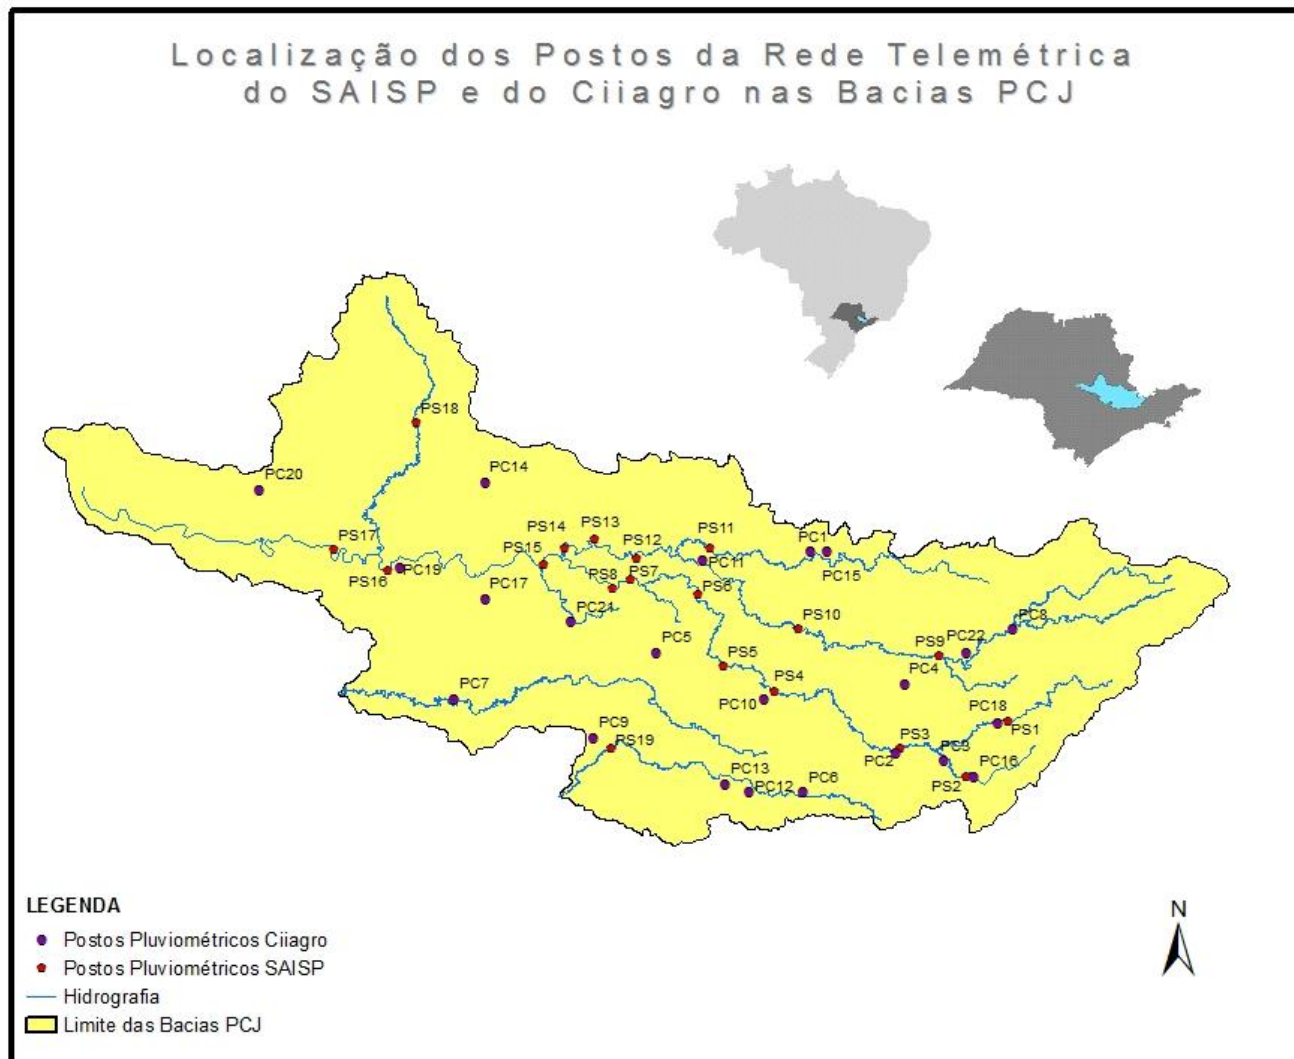 Localização dos Postos da Rede Telemétrica
do SAISP e do Ciiagro nas Bacias PCJ
PS18
PC20
PC14
PS17
PS14
PS13
PS12
PS11
PC1
PS15
PS16
PC19
PC11
PC15
PC17
PS8
PS7
PS6
PC21
PS10
PC8
PC5
PS9
PC22
PS5
PC4
PC7
PS4
PC10
PC18
PS1
PC9
PS19
PS3
PC2
PC3
PC13
PC12
PC6
PS2
PC16
LEGENDA
Postos Pluviométricos Ciiagro
Postos Pluviométricos SAISP
Hidrografia
Limite das Bacias PCJ
N